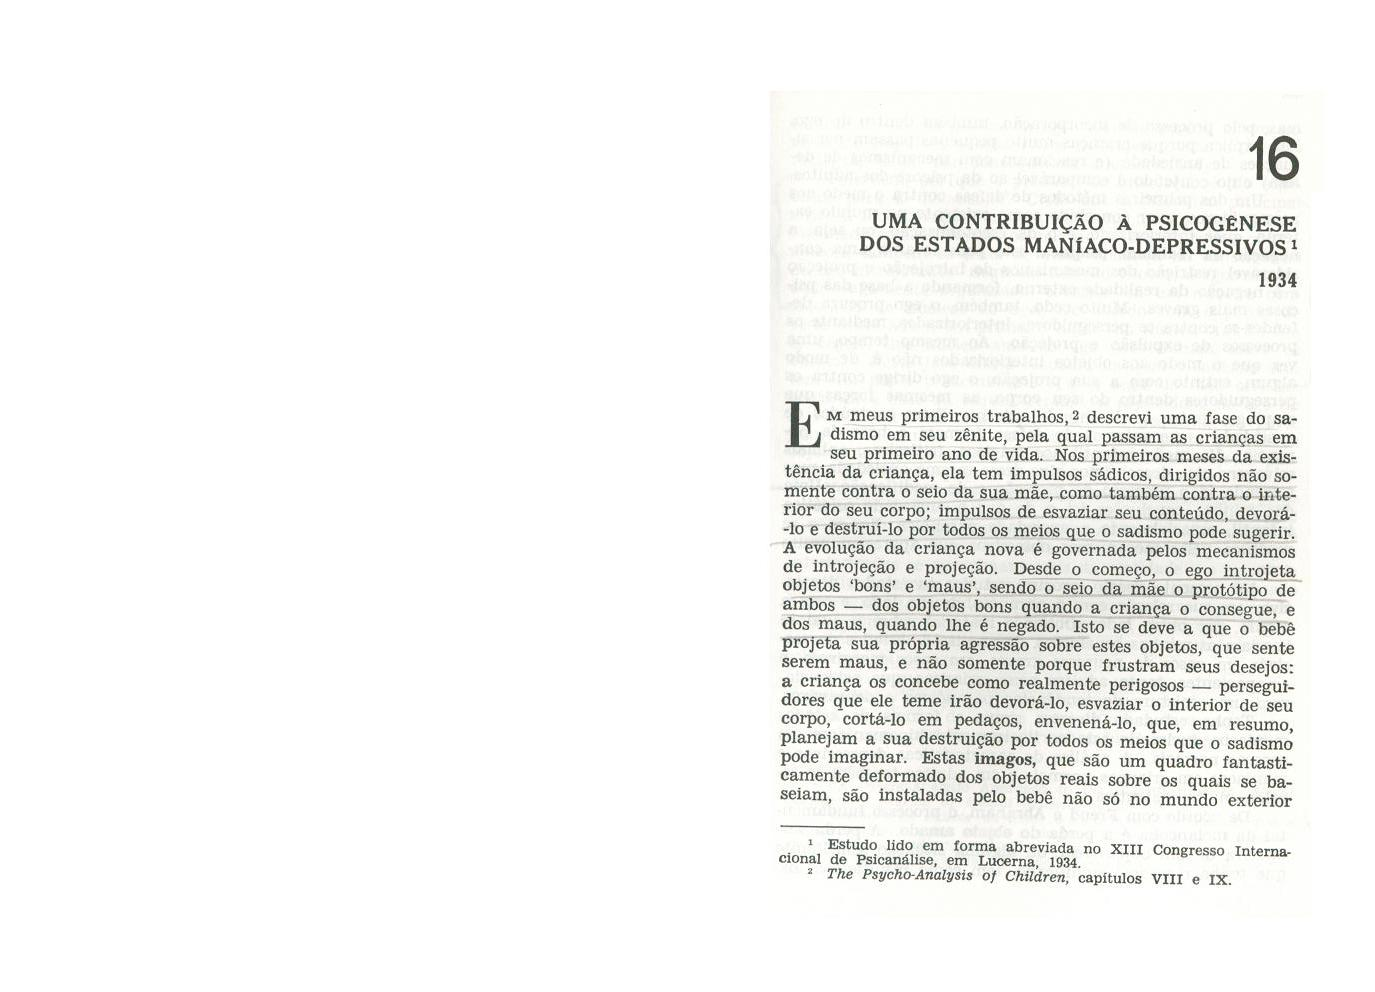 16
UMA CONTRIBUIÇÃO À PSICOGÊNESE
DOS ESTADOS MANÍACO-DEPRESSIVOS ¹
1934
EM meus primeiros trabalhos, ² descrevi uma fase do sa-
dismo em seu zênite, pela qual passam as crianças em
seu primeiro ano de vida. Nos primeiros meses da exis-
tência da criança, ela tem impulsos sádicos, dirigidos não so-
mente contra o seio da sua mãe, como também contra o inte-
rior do seu corpo; impulsos de esvaziar seu conteúdo, devorá-
-lo e destruí-lo por todos os meios que o sadismo pode sugerir.
A evolução da criança nova é governada pelos mecanismos
de introjeção e projeção. Desde o começo, o ego introjeta
objetos ‘bons’ e ‘maus’, sendo o seio da mãe o protótipo de
ambos — dos objetos bons quando a criança o consegue, e
dos maus, quando lhe é negado. Isto se deve a que o bebê
projeta sua própria agressão sobre estes objetos, que sente
serem maus, e não somente porque frustram seus desejos:
a criança os concebe como realmente perigosos — persegui-
dores que ele teme irão devorá-lo, esvaziar o interior de seu
corpo, cortá-lo em pedaços, envenená-lo, que, em resumo,
planejam a sua destruição por todos os meios que o sadismo
pode imaginar. Estas imagos, que são um quadro fantasti-
camente deformado dos objetos reais sobre os quais se ba-
seiam, são instaladas pelo bebê não só no mundo exterior
¹ Estudo lido em forma abreviada no XIII Congresso Interna-
cional de Psicanálise, em Lucerna, 1934.
² The Psycho-Analysis of Children, capítulos VIII e IX.